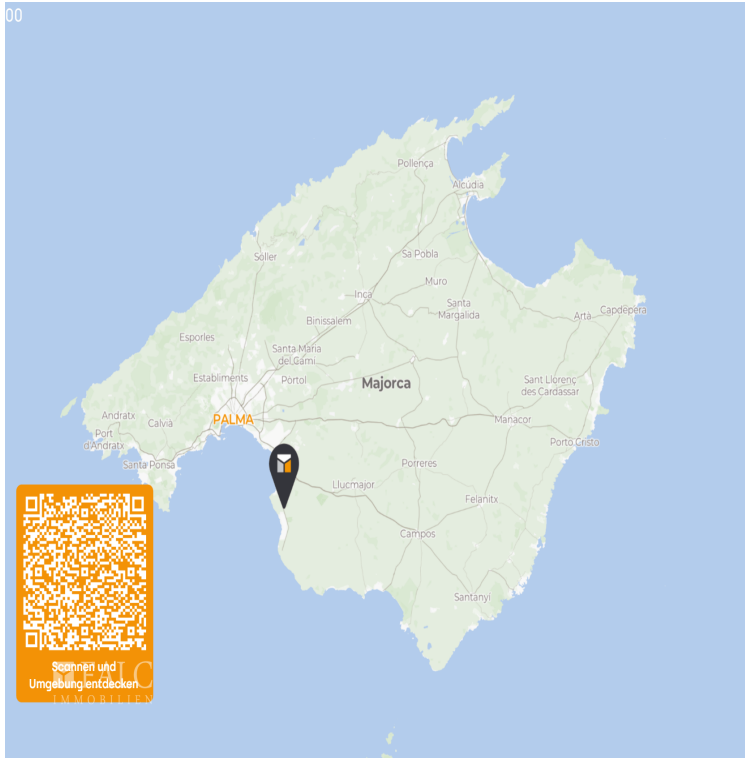 00
Pollença
Alcúdia
Sóller
Sa Pobla
Muro
Inca
Santa
Margalida
Artà
Capdepera
Binissalem
Esporles
Santa Maria
del Camí
Establiments
Pòrtol
Majorca
Sant Llorenç
des Cardassar
Andratx
Calvià
PALMA
Manacor
Port
d'Andratx
Porto Cristo
Santa Ponsa
Porreres
Llucmajor
Felanitx
Campos
Santanyí
Scannen und
Umgebung entdecken
FALC
IMMOBILIEN